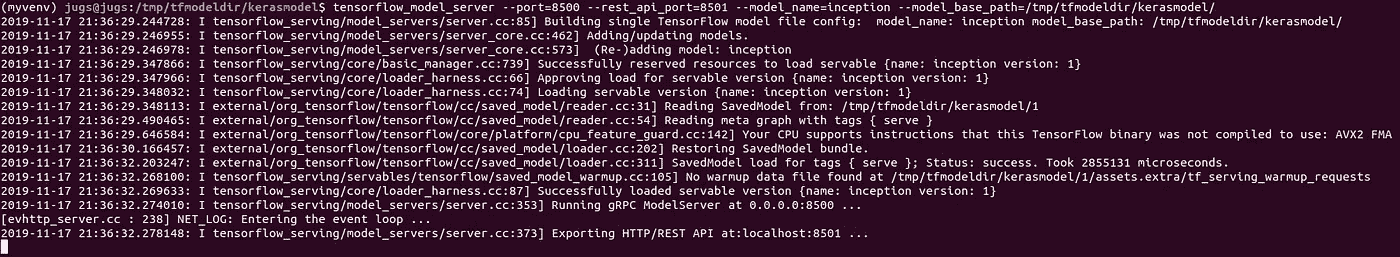 (myvenv) jugs@jugs:/tmp/tfmodeldir/kerasmodel$ tensorflow_model_server --port=8500 --rest_api_port=8501 --model_name=inception --model_base_path=/tmp/tfmodeldir/kerasmodel/
2019-11-17 21:36:29.244728: I tensorflow_serving/model_servers/server.cc:85] Building single TensorFlow model file config:  model_name: inception model_base_path: /tmp/tfmodeldir/kerasmodel/
2019-11-17 21:36:29.246955: I tensorflow_serving/model_servers/server_core.cc:462] Adding/updating models.
2019-11-17 21:36:29.246978: I tensorflow_serving/model_servers/server_core.cc:573]  (Re-)adding model: inception
2019-11-17 21:36:29.347866: I tensorflow_serving/core/basic_manager.cc:739] Successfully reserved resources to load servable {name: inception version: 1}
2019-11-17 21:36:29.347966: I tensorflow_serving/core/loader_harness.cc:66] Approving load for servable version {name: inception version: 1}
2019-11-17 21:36:29.348032: I tensorflow_serving/core/loader_harness.cc:74] Loading servable version {name: inception version: 1}
2019-11-17 21:36:29.348113: I external/org_tensorflow/tensorflow/cc/saved_model/reader.cc:31] Reading SavedModel from: /tmp/tfmodeldir/kerasmodel/1
2019-11-17 21:36:29.490465: I external/org_tensorflow/tensorflow/cc/saved_model/reader.cc:54] Reading meta graph with tags { serve }
2019-11-17 21:36:29.646584: I external/org_tensorflow/tensorflow/core/platform/cpu_feature_guard.cc:142] Your CPU supports instructions that this TensorFlow binary was not compiled to use: AVX2 FMA
2019-11-17 21:36:30.166457: I external/org_tensorflow/tensorflow/cc/saved_model/loader.cc:202] Restoring SavedModel bundle.
2019-11-17 21:36:32.203247: I external/org_tensorflow/tensorflow/cc/saved_model/loader.cc:311] SavedModel load for tags { serve }; Status: success. Took 2855131 microseconds.
2019-11-17 21:36:32.268100: I tensorflow_serving/servables/tensorflow/saved_model_warmup.cc:105] No warmup data file found at /tmp/tfmodeldir/kerasmodel/1/assets.extra/tf_serving_warmup_requests
2019-11-17 21:36:32.269633: I tensorflow_serving/core/loader_harness.cc:87] Successfully loaded servable version {name: inception version: 1}
2019-11-17 21:36:32.274010: I tensorflow_serving/model_servers/server.cc:353] Running gRPC ModelServer at 0.0.0.0:8500 ...
[evhttp_server.cc : 238] NET_LOG: Entering the event loop ...
2019-11-17 21:36:32.278148: I tensorflow_serving/model_servers/server.cc:373] Exporting HTTP/REST API at:localhost:8501 ...